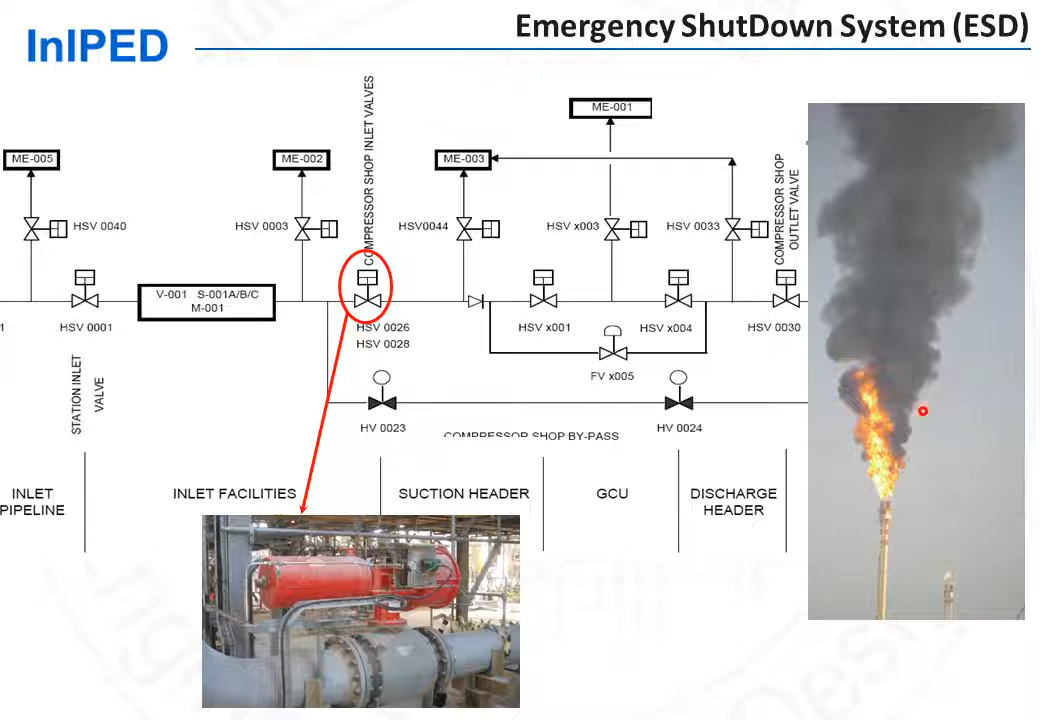 InIPED
Emergency ShutDown System (ESD)
COMPRESSOR SHOP INLET VALVES
ME-001
ME-005
ME-002
ME-003
COMPRESSOR SHOP
OUTLET VALVE
HSV 0040
HSV 0003
HSV0044
HSV x003
HSV 0033
V-001 S-001A/B/C
M-001
1
HSV 0001
HSV 0026
HSV 0028
HSV x001
HSV x004
HSV 0030
FV x005
STATION INLET
VALVE
HV 0023
HV 0024
COMPRESSOR SHOP BY-PASS
INLET
PIPELINE
INLET FACILITIES
SUCTION HEADER
GCU
DISCHARGE
HEADER